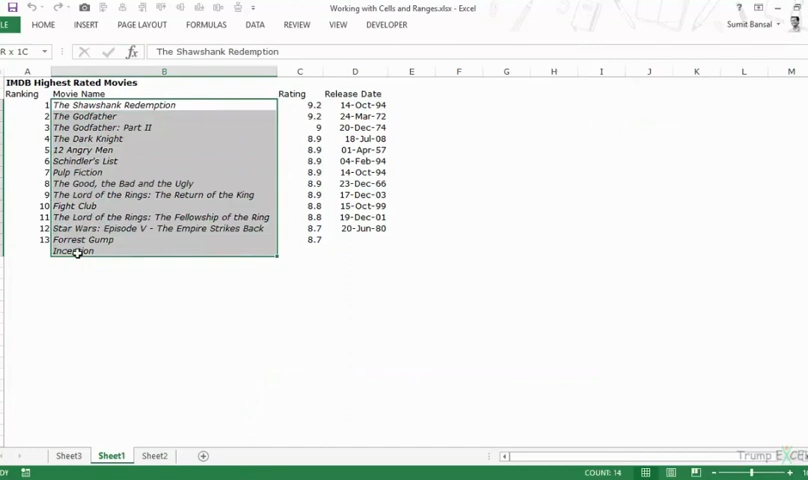 Working with Cells and Ranges.xlsx - Excel
HOME INSERT PAGE LAYOUT FORMULAS DATA REVIEW VIEW DEVELOPER Sumit Bansal
R x 1C fx The Shawshank Redemption
A B C D E F G H I J K L M
IMDB Highest Rated Movies
Ranking Movie Name Rating Release Date
1 The Shawshank Redemption 9.2 14-Oct-94
2 The Godfather 9.2 24-Mar-72
3 The Godfather: Part II 9 20-Dec-74
4 The Dark Knight 8.9 18-Jul-08
5 12 Angry Men 8.9 01-Apr-57
6 Schindler's List 8.9 04-Feb-94
7 Pulp Fiction 8.9 14-Oct-94
8 The Good, the Bad and the Ugly 8.9 23-Dec-66
9 The Lord of the Rings: The Return of the King 8.9 17-Dec-03
10 Fight Club 8.8 15-Oct-99
11 The Lord of the Rings: The Fellowship of the Ring 8.8 19-Dec-01
12 Star Wars: Episode V - The Empire Strikes Back 8.7 20-Jun-80
13 Forrest Gump 8.7
Inception
Sheet3 Sheet1 Sheet2
Trump EXCEL
COUNT: 14